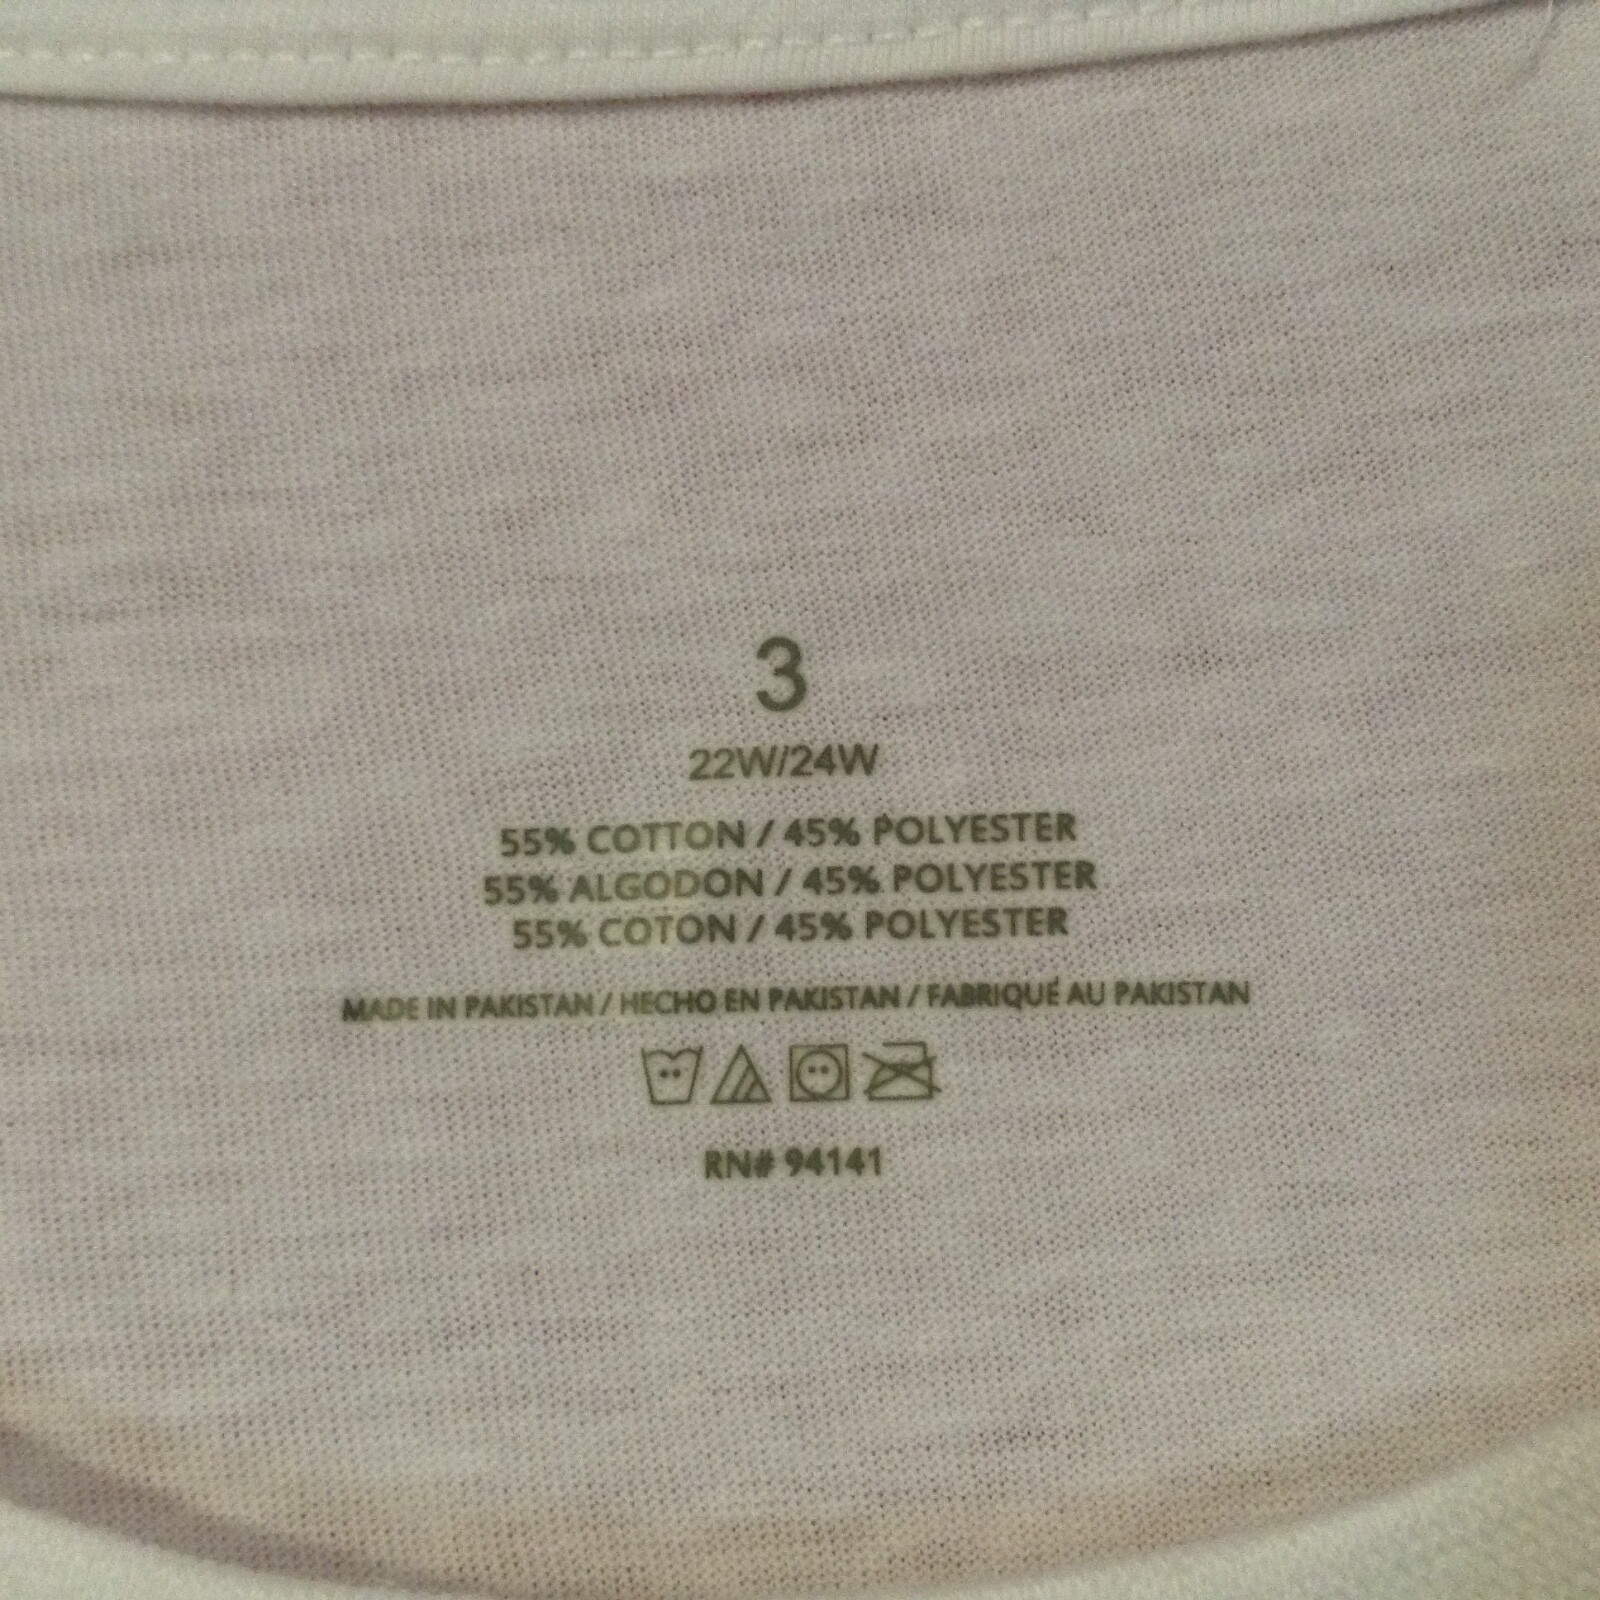 3
22W/24W
55% COTTON / 45% POLYESTER
55% ALGODON / 45% POLYESTER
55% COTON / 45% POLYESTER
MADE IN PAKISTAN / HECHO EN PAKISTAN / FABRIQUÉ AU PAKISTAN
RN# 94141